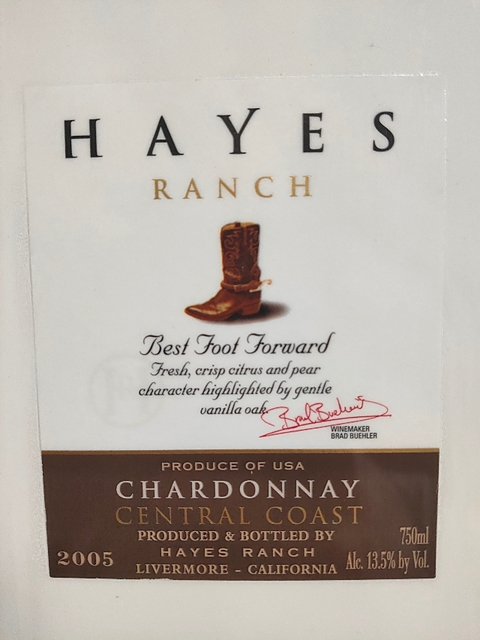 HAYES
RANCH
Best Foot Forward
Fresh, crisp citrus and pear
character highlighted by gentle
vanilla oak
Brad Buehler
WINEMAKER
BRAD BUEHLER
PRODUCE OF USA
CHARDONNAY
CENTRAL COAST
PRODUCED & BOTTLED BY
HAYES RANCH
LIVERMORE - CALIFORNIA
2005
750ml
Alc. 13.5% by Vol.